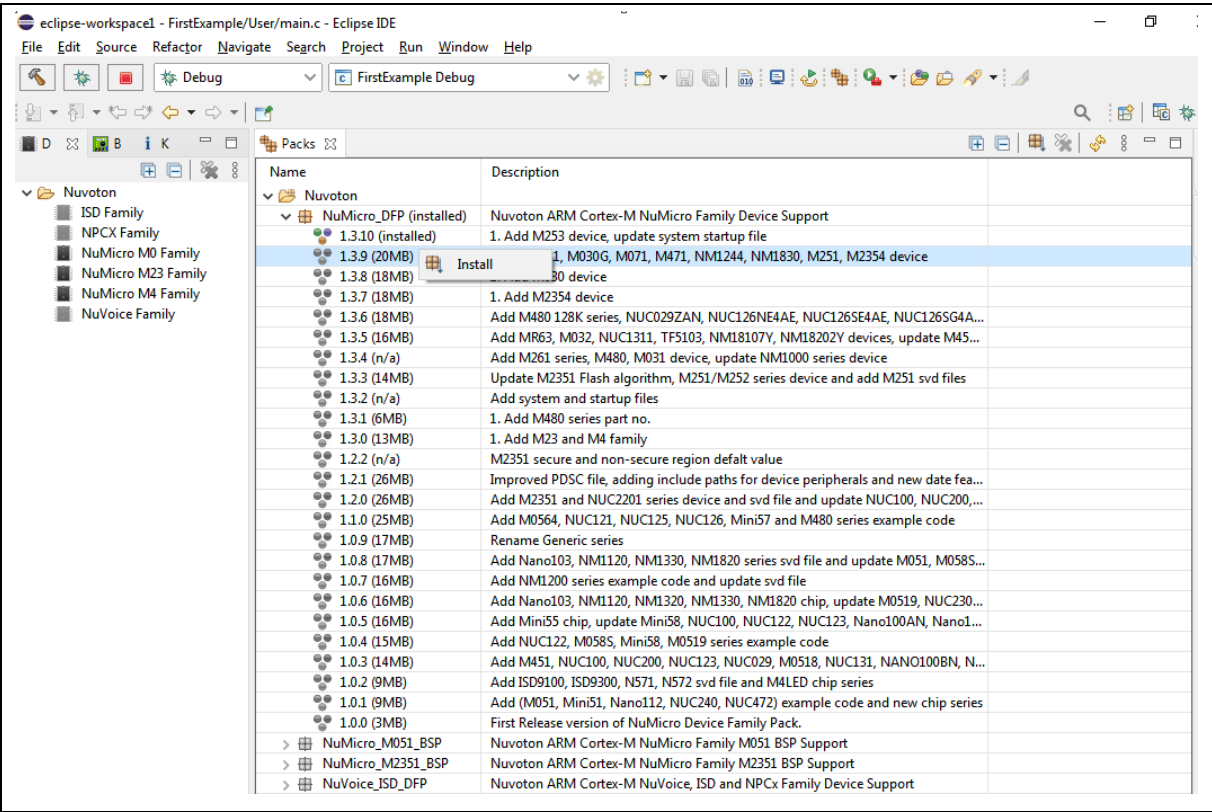 eclipse-workspace1 - FirstExample/User/main.c - Eclipse IDE
File Edit Source Refactor Navigate Search Project Run Window Help
Debug FirstExample Debug
D B K Packs
Name Description
Nuvoton
ISD Family
NPCX Family
NuMicro M0 Family
NuMicro M23 Family
NuMicro M4 Family
NuVoice Family
Nuvoton
NuMicro_DFP (installed) Nuvoton ARM Cortex-M NuMicro Family Device Support
1.3.10 (installed) 1. Add M253 device, update system startup file
1.3.9 (20MB) 1, M030G, M071, M471, NM1244, NM1830, M251, M2354 device
Install
1.3.8 (18MB) 30 device
1.3.7 (18MB) 1. Add M2354 device
1.3.6 (18MB) Add M480 128K series, NUC029ZAN, NUC126NE4AE, NUC126SE4AE, NUC126SG4A...
1.3.5 (16MB) Add MR63, M032, NUC1311, TF5103, NM18107Y, NM18202Y devices, update M45...
1.3.4 (n/a) Add M261 series, M480, M031 device, update NM1000 series device
1.3.3 (14MB) Update M2351 Flash algorithm, M251/M252 series device and add M251 svd files
1.3.2 (n/a) Add system and startup files
1.3.1 (6MB) 1. Add M480 series part no.
1.3.0 (13MB) 1. Add M23 and M4 family
1.2.2 (n/a) M2351 secure and non-secure region defalt value
1.2.1 (26MB) Improved PDSC file, adding include paths for device peripherals and new date fea...
1.2.0 (26MB) Add M2351 and NUC2201 series device and svd file and update NUC100, NUC200,...
1.1.0 (25MB) Add M0564, NUC121, NUC125, NUC126, Mini57 and M480 series example code
1.0.9 (17MB) Rename Generic series
1.0.8 (17MB) Add Nano103, NM1120, NM1330, NM1820 series svd file and update M051, M058S...
1.0.7 (16MB) Add NM1200 series example code and update svd file
1.0.6 (16MB) Add Nano103, NM1120, NM1320, NM1330, NM1820 chip, update M0519, NUC230...
1.0.5 (16MB) Add Mini55 chip, update Mini58, NUC100, NUC122, NUC123, Nano100AN, Nano1...
1.0.4 (15MB) Add NUC122, M058S, Mini58, M0519 series example code
1.0.3 (14MB) Add M451, NUC100, NUC200, NUC123, NUC029, M0518, NUC131, NANO100BN, N...
1.0.2 (9MB) Add ISD9100, ISD9300, N571, N572 svd file and M4LED chip series
1.0.1 (9MB) Add (M051, Mini51, Nano112, NUC240, NUC472) example code and new chip series
1.0.0 (3MB) First Release version of NuMicro Device Family Pack.
NuMicro_M051_BSP Nuvoton ARM Cortex-M NuMicro Family M051 BSP Support
NuMicro_M2351_BSP Nuvoton ARM Cortex-M NuMicro Family M2351 BSP Support
NuVoice_ISD_DFP Nuvoton ARM Cortex-M NuVoice, ISD and NPCx Family Device Support